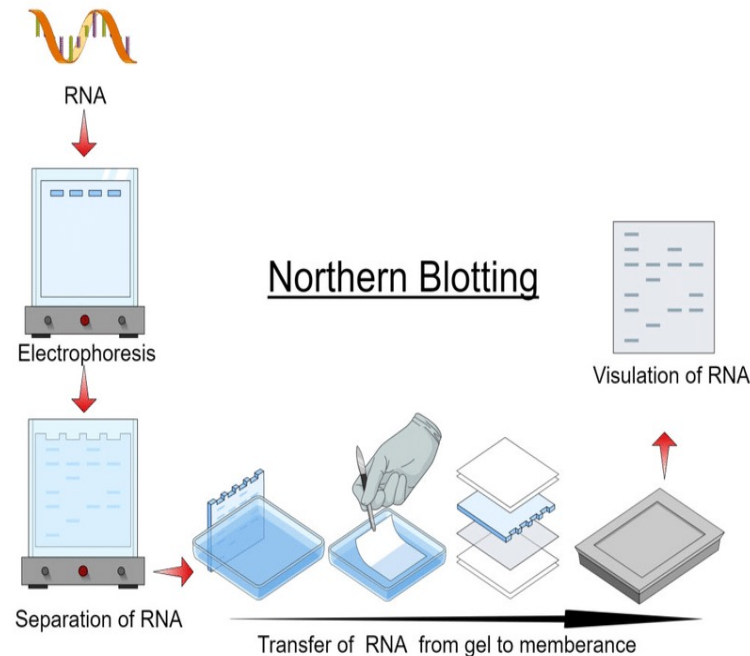 RNA
Electrophoresis
Northern Blotting
Visulation of RNA
Separation of RNA
Transfer of RNA from gel to memberance